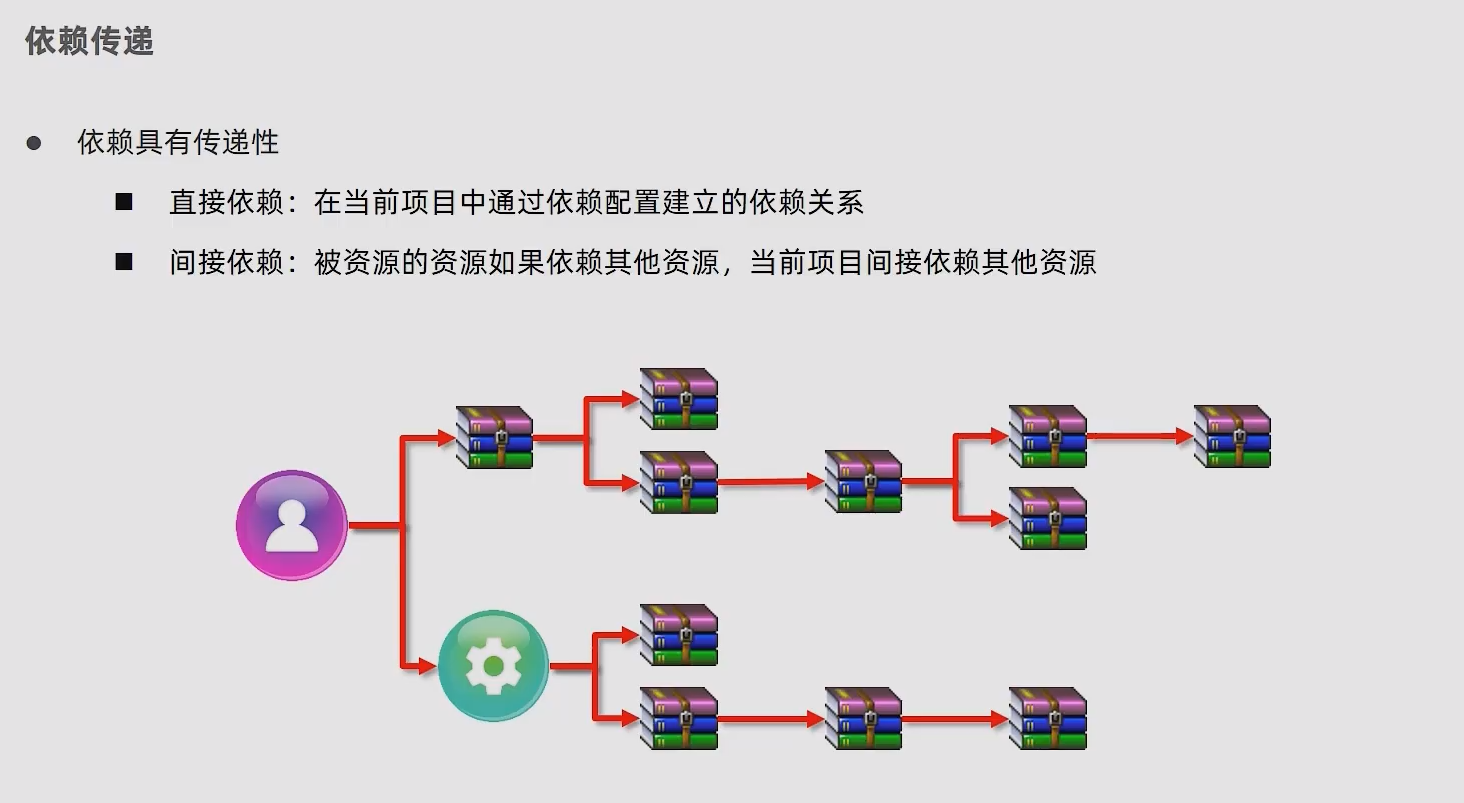 依赖传递
依赖具有传递性
直接依赖：在当前项目中通过依赖配置建立的依赖关系
间接依赖：被资源的资源如果依赖其他资源，当前项目间接依赖其他资源